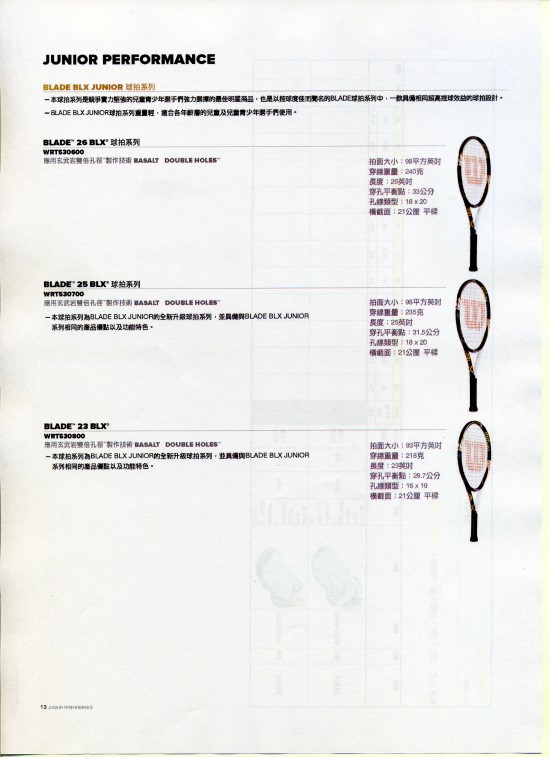 JUNIOR PERFORMANCE
BLADE BLX JUNIOR 球拍系列
－本球拍系列是競爭實力堅強的兒童青少年選手們強力選擇的最佳明星商品，也是以控球度佳而聞名的BLADE球拍系列中，一款具備相同超高控球效益的球拍設計。
－BLADE BLX JUNIOR球拍系列重量輕，適合各年齡層的兒童及兒童青少年選手們使用。
BLADE™ 26 BLX® 球拍系列
WRT530600
應用玄武岩雙倍孔徑™製作技術 BASALT DOUBLE HOLES™
拍面大小：98平方英吋
穿線重量：240克
長度：26英吋
穿孔平衡點：33公分
孔線類型：18 x 20
橫截面：21公厘 平樑
BLADE™ 25 BLX® 球拍系列
WRT530700
應用玄武岩雙倍孔徑™製作技術 BASALT DOUBLE HOLES™
－本球拍系列為BLADE BLX JUNIOR的全新升級球拍系列，並具備與BLADE BLX JUNIOR
系列相同的產品優點以及功能特色。
拍面大小：96平方英吋
穿線重量：235克
長度：25英吋
穿孔平衡點：31.5公分
孔線類型：18 x 20
橫截面：21公厘 平樑
BLADE™ 23 BLX®
WRT530800
應用玄武岩雙倍孔徑™製作技術 BASALT DOUBLE HOLES™
－本球拍系列為BLADE BLX JUNIOR的全新升級球拍系列，並具備與BLADE BLX JUNIOR
系列相同的產品優點以及功能特色。
拍面大小：93平方英吋
穿線重量：218克
長度：23英吋
穿孔平衡點：28.7公分
孔線類型：16 x 19
橫截面：21公厘 平樑
13 JUNIOR PERFORMANCE